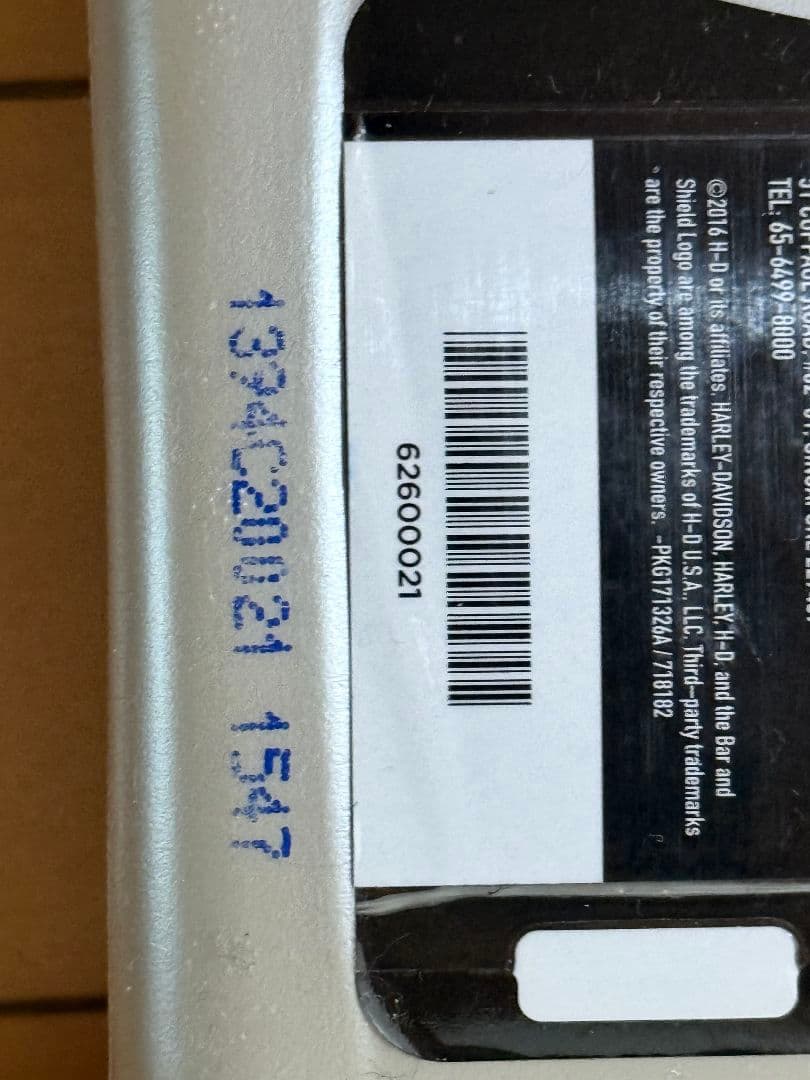 TEL: 65-6499-8000
©2016 H-D or its affiliates. HARLEY-DAVIDSON, HARLEY, H-D, and the Bar and
Shield Logo are among the trademarks of H-D U.S.A., LLC. Third-party trademarks
are the property of their respective owners. -PKG171326A/718182
62600021
1394C20021 1547